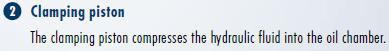 2 Clamping piston
The clamping piston compresses the hydraulic fluid into the oil chamber.